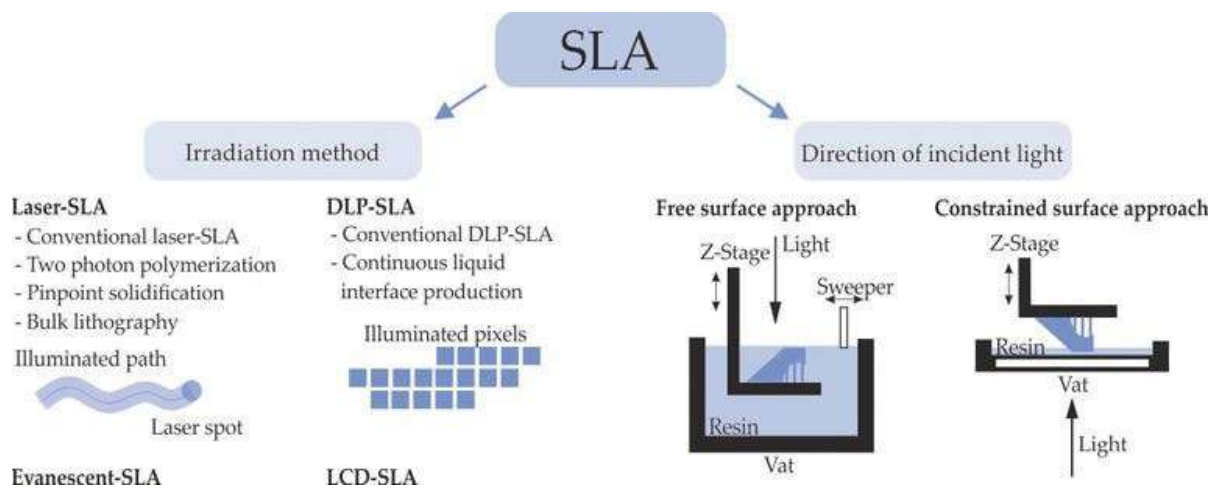 SLA
Irradiation method
Direction of incident light
Laser-SLA
- Conventional laser-SLA
- Two photon polymerization
- Pinpoint solidification
- Bulk lithography
Illuminated path
Laser spot
Evanescent-SLA
DLP-SLA
- Conventional DLP-SLA
- Continuous liquid
interface production
Illuminated pixels
LCD-SLA
Free surface approach
Z-Stage
Light
Sweeper
Resin
Vat
Constrained surface approach
Z-Stage
Resin
Vat
Light